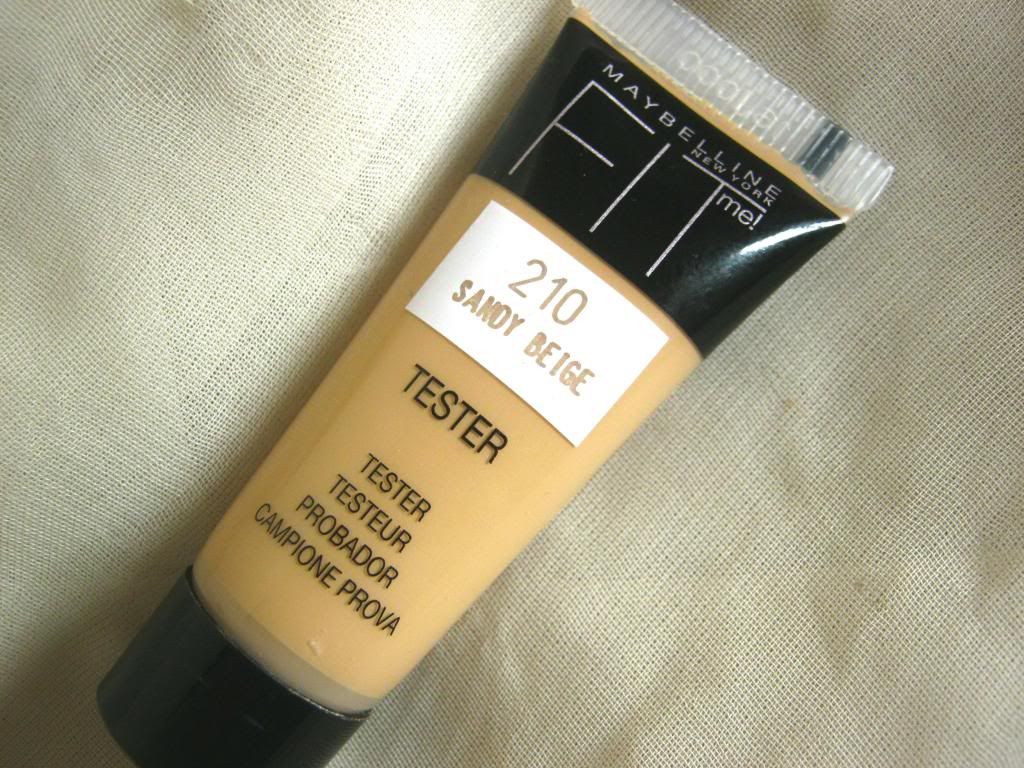 MAYBELLINE
NEW YORK
FIT me!
210
SANDY BEIGE
TESTER
TESTER
TESTEUR
PROBADOR
CAMPIONE PROVA